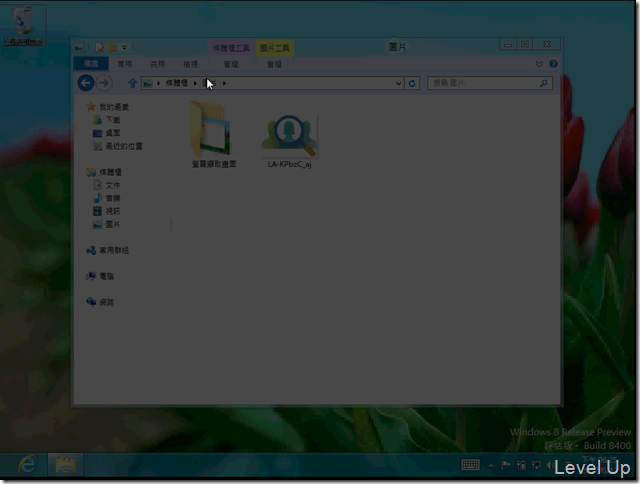 圖片
媒體櫃工具
圖片工具
檔案
常用
共用
檢視
管理
管理
媒體櫃
圖片
搜尋 圖片
我的最愛
下載
桌面
最近的位置
媒體櫃
文件
音樂
視訊
圖片
家用群組
電腦
網路
螢幕擷取畫面
LA-KPbzC_aj
Windows 8 Release Preview
評估版。 Build 8400
Level Up